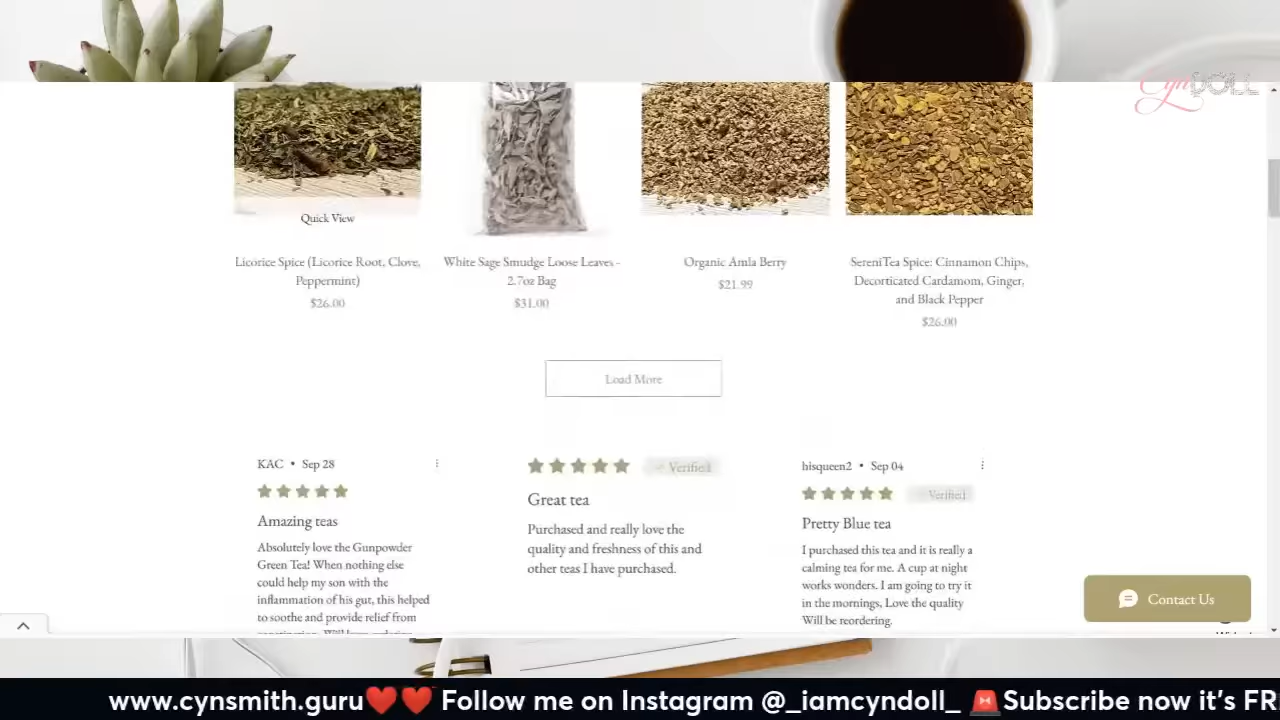 CynDOLL
Quick View
Licorice Spice (Licorice Root, Clove,
Peppermint)
$26.00
White Sage Smudge Loose Leaves -
2.7oz Bag
$31.00
Organic Amla Berry
$21.99
SereniTea Spice: Cinnamon Chips,
Decorticated Cardamom, Ginger,
and Black Pepper
$26.00
Load More
KAC • Sep 28
Amazing teas
Absolutely love the Gunpowder
Green Tea! When nothing else
could help my son with the
inflammation of his gut, this helped
to soothe and provide relief from
Verified
Great tea
Purchased and really love the
quality and freshness of this and
other teas I have purchased.
hisqueen2 • Sep 04
Verified
Pretty Blue tea
I purchased this tea and it is really a
calming tea for me. A cup at night
works wonders. I am going to try it
in the mornings, Love the quality
Will be reordering.
Contact Us
www.cynsmith.guru❤️❤️ Follow me on Instagram @_iamcyndoll_ 🚨Subscribe now it's FR